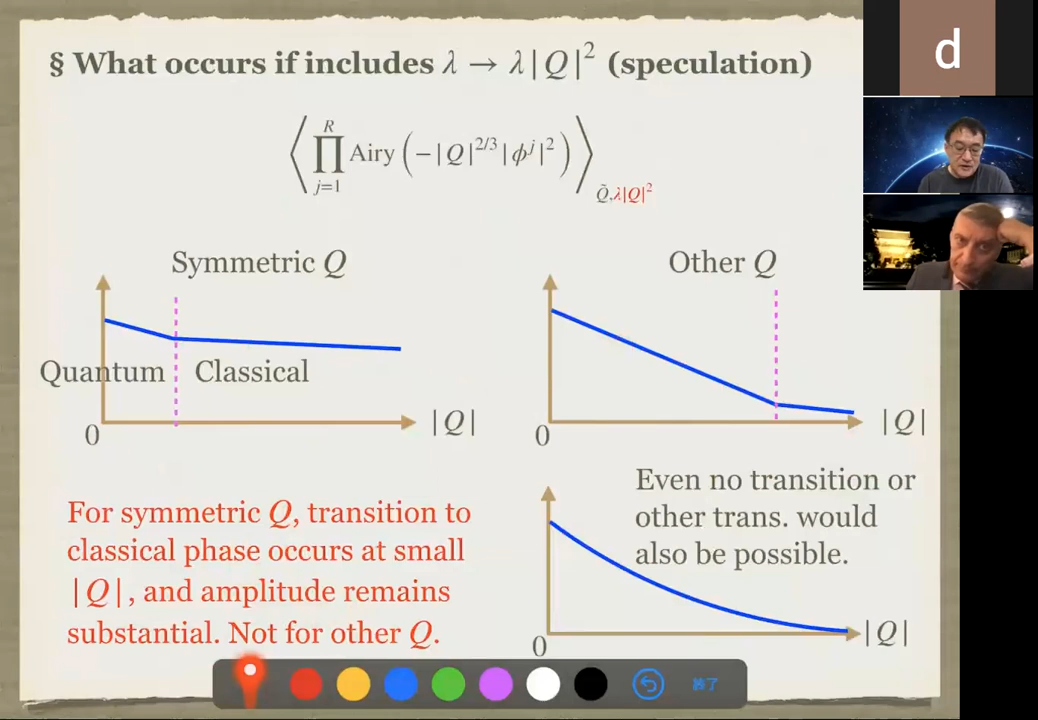 § What occurs if includes λ → λ|Q|² (speculation)
⟨ ∏_{j=1}^{R} Airy (−|Q|^{2/3} |ϕ^j|²) ⟩_{Q̃,λ|Q|²}
Symmetric Q
Quantum
Classical
|Q|
0
Other Q
|Q|
0
For symmetric Q, transition to
classical phase occurs at small
|Q|, and amplitude remains
substantial. Not for other Q.
Even no transition or
other trans. would
also be possible.
|Q|
0
d
終了